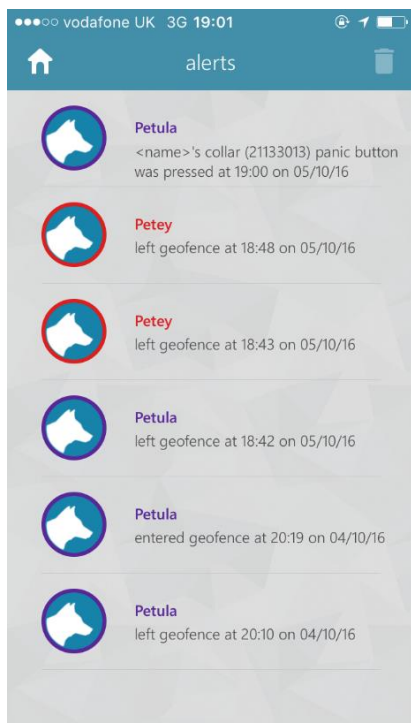 vodafone UK 3G 19:01
alerts
Petula
<name>'s collar (21133013) panic button
was pressed at 19:00 on 05/10/16
Petey
left geofence at 18:48 on 05/10/16
Petey
left geofence at 18:43 on 05/10/16
Petula
left geofence at 18:42 on 05/10/16
Petula
entered geofence at 20:19 on 04/10/16
Petula
left geofence at 20:10 on 04/10/16